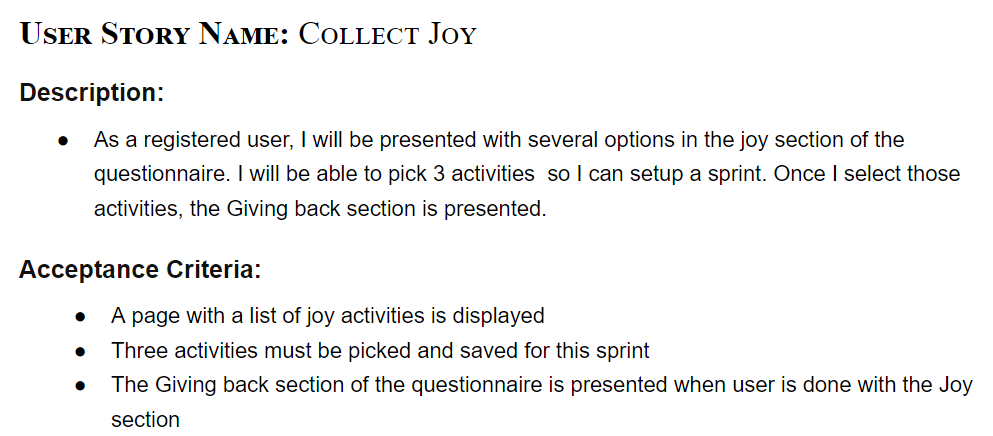 USER STORY NAME: COLLECT JOY
Description:
● As a registered user, I will be presented with several options in the joy section of the
questionnaire. I will be able to pick 3 activities  so I can setup a sprint. Once I select those
activities, the Giving back section is presented.
Acceptance Criteria:
● A page with a list of joy activities is displayed
● Three activities must be picked and saved for this sprint
● The Giving back section of the questionnaire is presented when user is done with the Joy
section